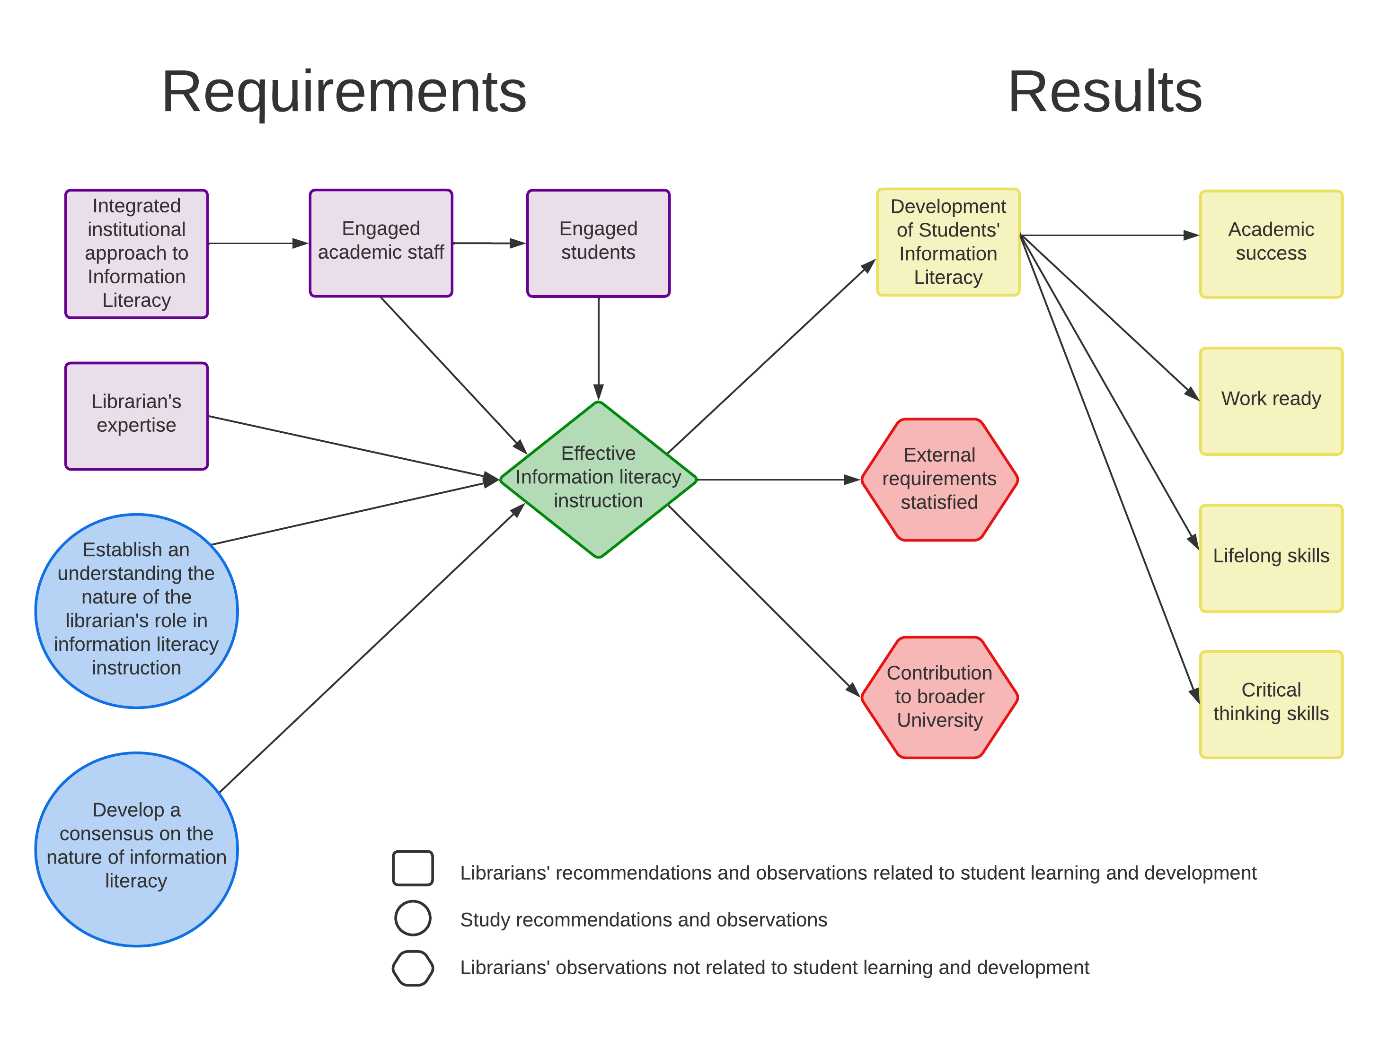 Requirements
Results
Integrated
institutional
approach to
Information
Literacy
Engaged
academic staff
Engaged
students
Development
of Students'
Information
Literacy
Academic
success
Librarian's
expertise
Work ready
Effective
Information literacy
instruction
External
requirements
statisfied
Establish an
understanding the
nature of the
librarian's role in
information literacy
instruction
Lifelong skills
Contribution
to broader
University
Critical
thinking skills
Develop a
consensus on the
nature of information
literacy
Librarians' recommendations and observations related to student learning and development
Study recommendations and observations
Librarians' observations not related to student learning and development